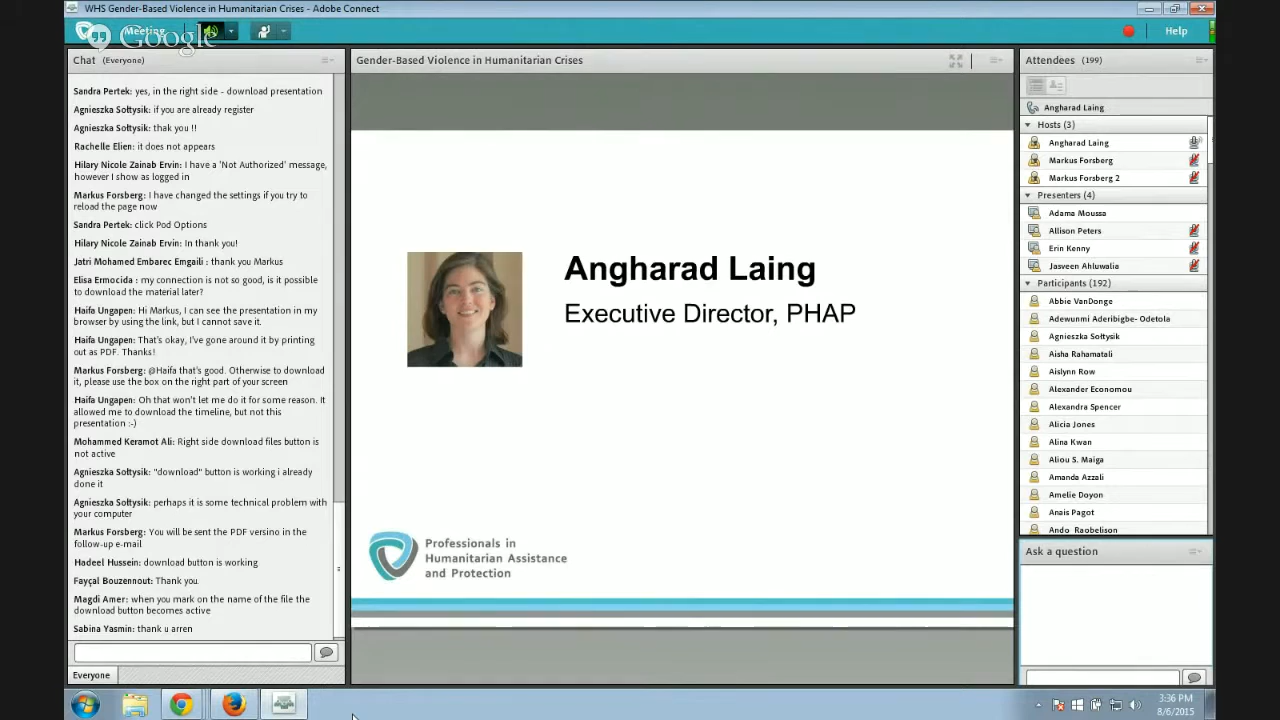 WHS Gender-Based Violence in Humanitarian Crises - Adobe Connect
Meeting
Google
Help
Chat (Everyone)
Sandra Pertek: yes, in the right side - download presentation
Agnieszka Sołtysik: if you are already register
Agnieszka Sołtysik: thak you !!
Rachelle Elien: it does not appears
Hilary Nicole Zainab Ervin: I have a 'Not Authorized' message,
however I show as logged in
Markus Forsberg: I have changed the settings if you try to
reload the page now
Sandra Pertek: click Pod Options
Hilary Nicole Zainab Ervin: In thank you!
Jatri Mohamed Embarec Emgaili : thank you Markus
Elisa Ermocida : my connection is not so good, is it possible
to download the material later?
Haifa Ungapen: Hi Markus, I can see the presentation in my
browser by using the link, but I cannot save it.
Haifa Ungapen: That's okay, I've gone around it by printing
out as PDF. Thanks!
Markus Forsberg: @Haifa that's good. Otherwise to download
it, please use the box on the right part of your screen
Haifa Ungapen: Oh that won't let me do it for some reason. It
allowed me to download the timeline, but not this
presentation :-)
Mohammed Keramot Ali: Right side download files button is
not active
Agnieszka Sołtysik: "download" button is working i already
done it
Agnieszka Sołtysik: perhaps it is some technical problem with
your computer
Markus Forsberg: You will be sent the PDF versino in the
follow-up e-mail
Hadeel Hussein: download button is working
Fayçal Bouzennout: Thank you.
Magdi Amer: when you mark on the name of the file the
download button becomes active
Sabina Yasmin: thank u arren
Everyone
Gender-Based Violence in Humanitarian Crises
Angharad Laing
Executive Director, PHAP
Professionals in
Humanitarian Assistance
and Protection
Attendees (199)
Angharad Laing
Hosts (3)
Angharad Laing
Markus Forsberg
Markus Forsberg 2
Presenters (4)
Adama Moussa
Allison Peters
Erin Kenny
Jasveen Ahluwalia
Participants (192)
Abbie VanDonge
Adewunmi Aderibigbe- Odetola
Agnieszka Sołtysik
Aisha Rahamatali
Aislynn Row
Alexander Economou
Alexandra Spencer
Alicia Jones
Alina Kwan
Aliou S. Maiga
Amanda Azzali
Amelie Doyon
Anais Pagot
Ando Raobelison
Ask a question
3:36 PM
8/6/2015